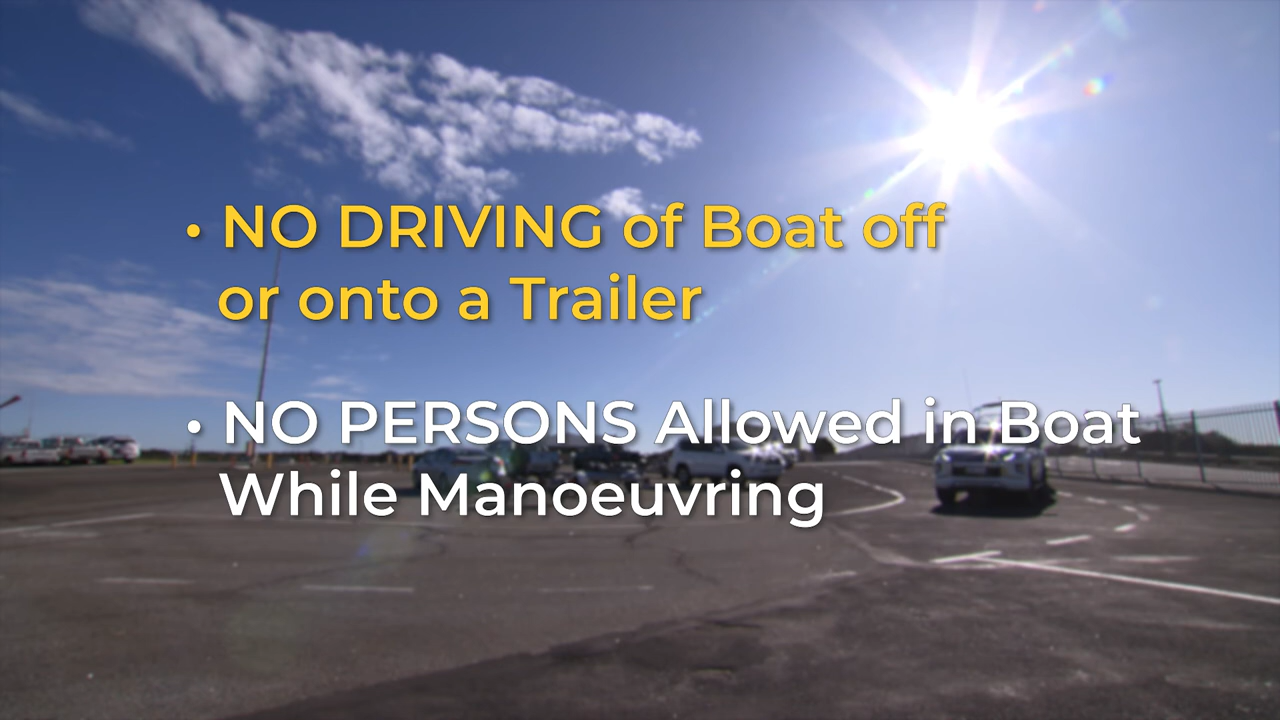 • NO DRIVING of Boat off
or onto a Trailer
• NO PERSONS Allowed in Boat
While Manoeuvring